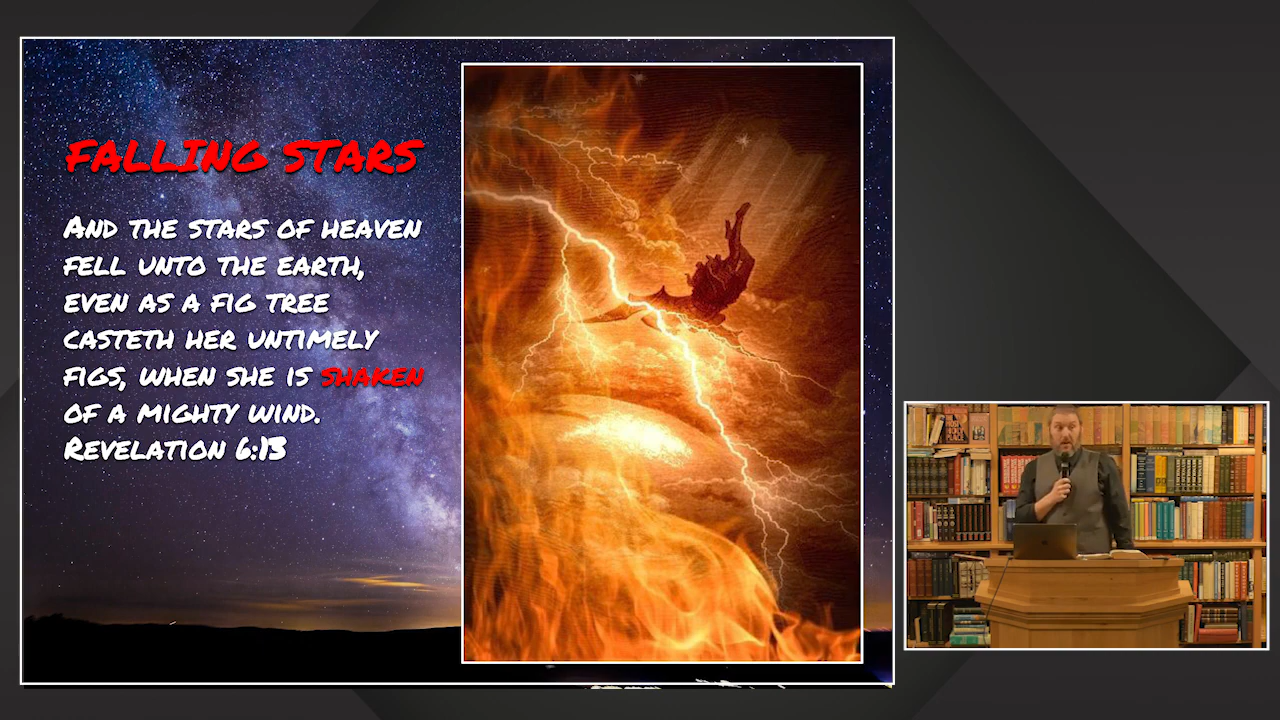 FALLING STARS
AND THE STARS OF HEAVEN
FELL UNTO THE EARTH,
EVEN AS A FIG TREE
CASTETH HER UNTIMELY
FIGS, WHEN SHE IS SHAKEN
OF A MIGHTY WIND.
REVELATION 6:13